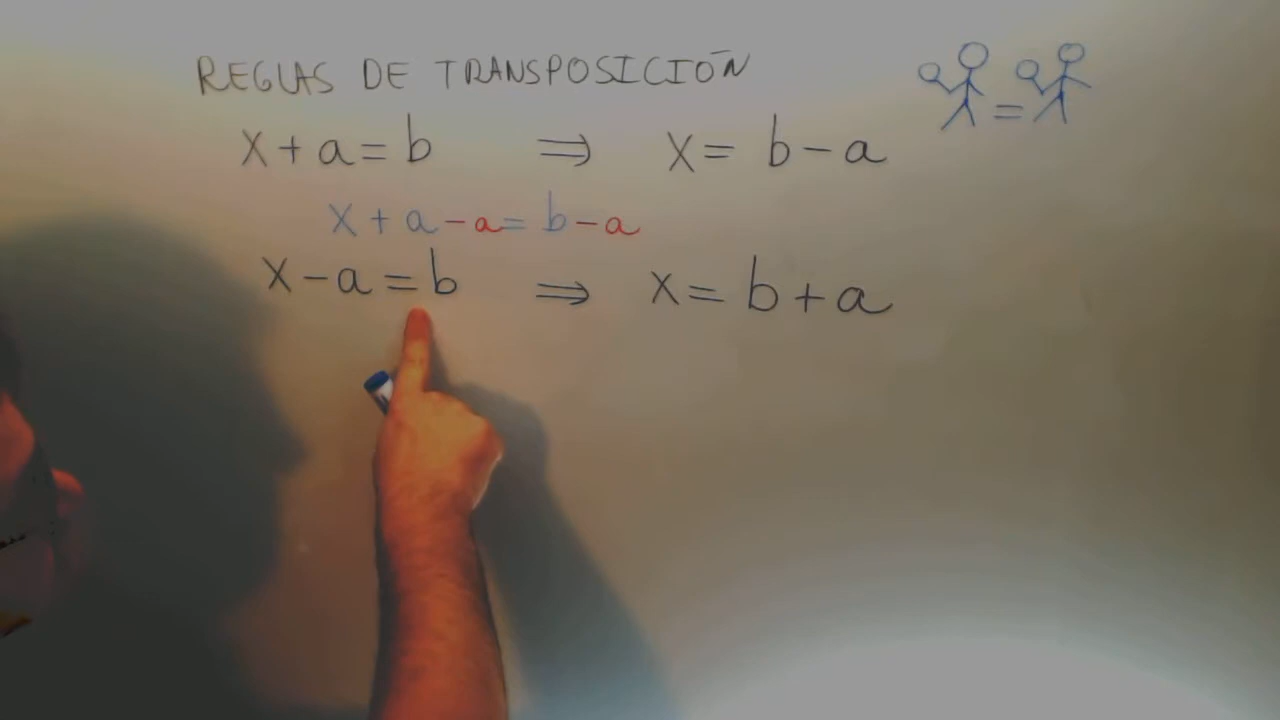 REGLAS DE TRANSPOSICIÓN
x + a = b ⇒ x = b - a
x + a - a = b - a
x - a = b ⇒ x = b + a